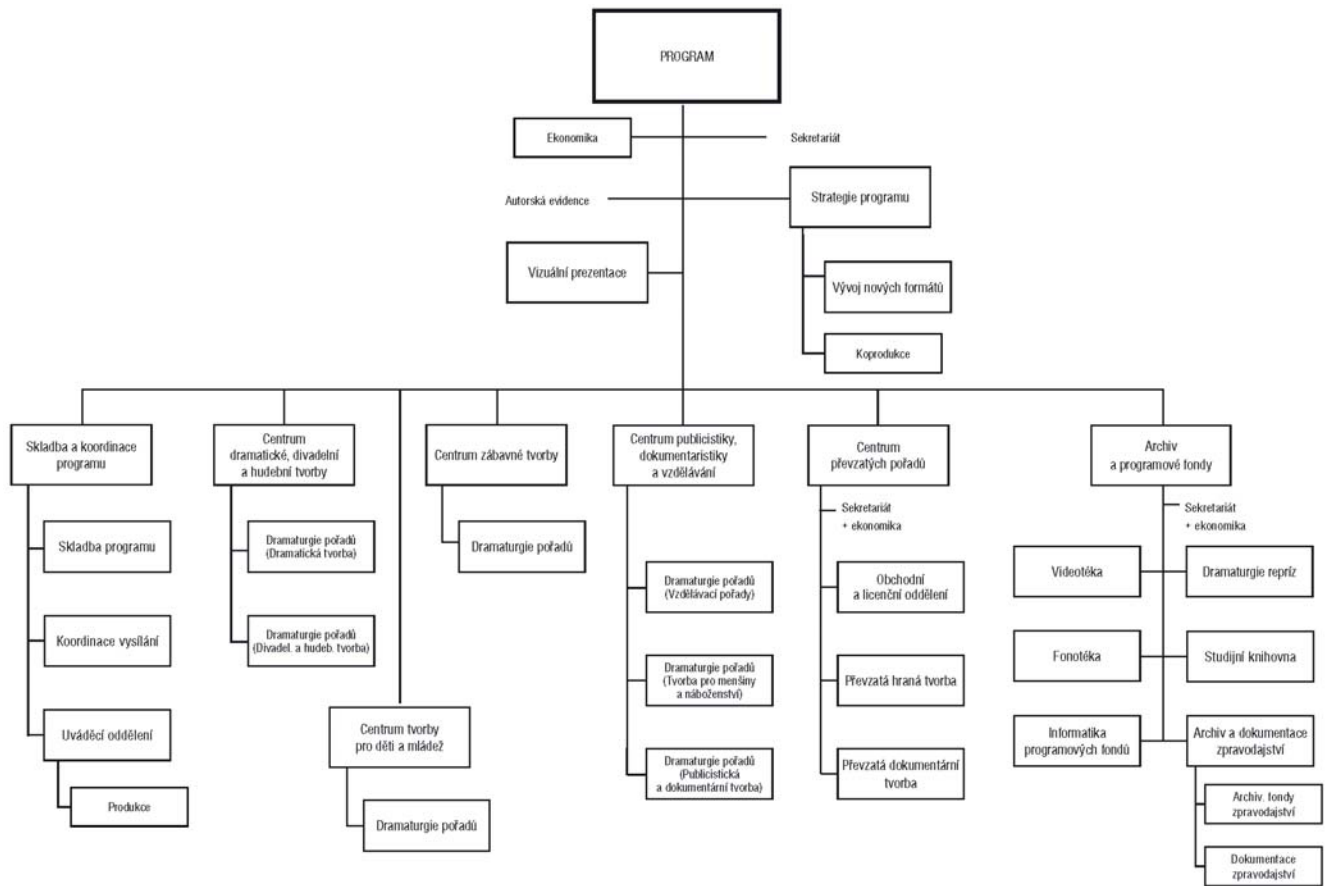 PROGRAM
Ekonomika
Sekretariát
Autorská evidence
Strategie programu
Vizuální prezentace
Vývoj nových formátů
Koprodukce
Skladba a koordinace
programu
Skladba programu
Koordinace vysílání
Uváděcí oddělení
Produkce
Centrum
dramatické, divadelní
a hudební tvorby
Dramaturgie pořadů
(Dramatická tvorba)
Dramaturgie pořadů
(Divadel. a hudeb. tvorba)
Centrum tvorby
pro děti a mládež
Dramaturgie pořadů
Centrum zábavné tvorby
Dramaturgie pořadů
Centrum publicistiky,
dokumentaristiky
a vzdělávání
Dramaturgie pořadů
(Vzdělávací pořady)
Dramaturgie pořadů
(Tvorba pro menšiny
a náboženství)
Dramaturgie pořadů
(Publicistická
a dokumentární tvorba)
Centrum
převzatých pořadů
Sekretariát
+ ekonomika
Obchodní
a licenční oddělení
Převzatá hraná tvorba
Převzatá dokumentární
tvorba
Archiv
a programové fondy
Sekretariát
+ ekonomika
Videotéka
Dramaturgie repríz
Fonotéka
Studijní knihovna
Informatika
programových fondů
Archiv a dokumentace
zpravodajství
Archiv. fondy
zpravodajství
Dokumentace
zpravodajství